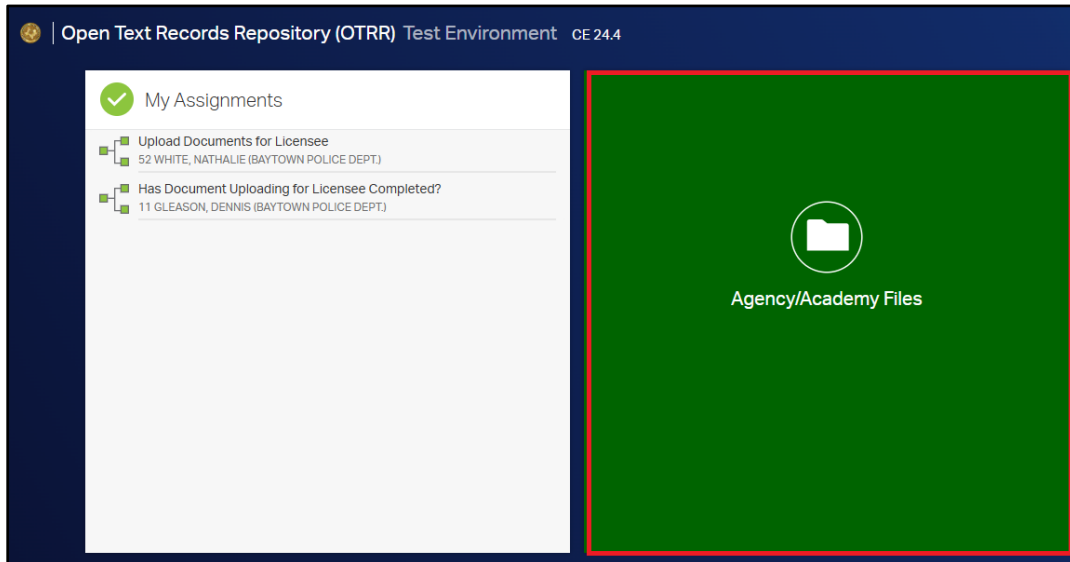 Open Text Records Repository (OTRR) Test Environment CE 24.4
My Assignments
Upload Documents for Licensee
52 WHITE, NATHALIE (BAYTOWN POLICE DEPT.)
Has Document Uploading for Licensee Completed?
11 GLEASON, DENNIS (BAYTOWN POLICE DEPT.)
Agency/Academy Files